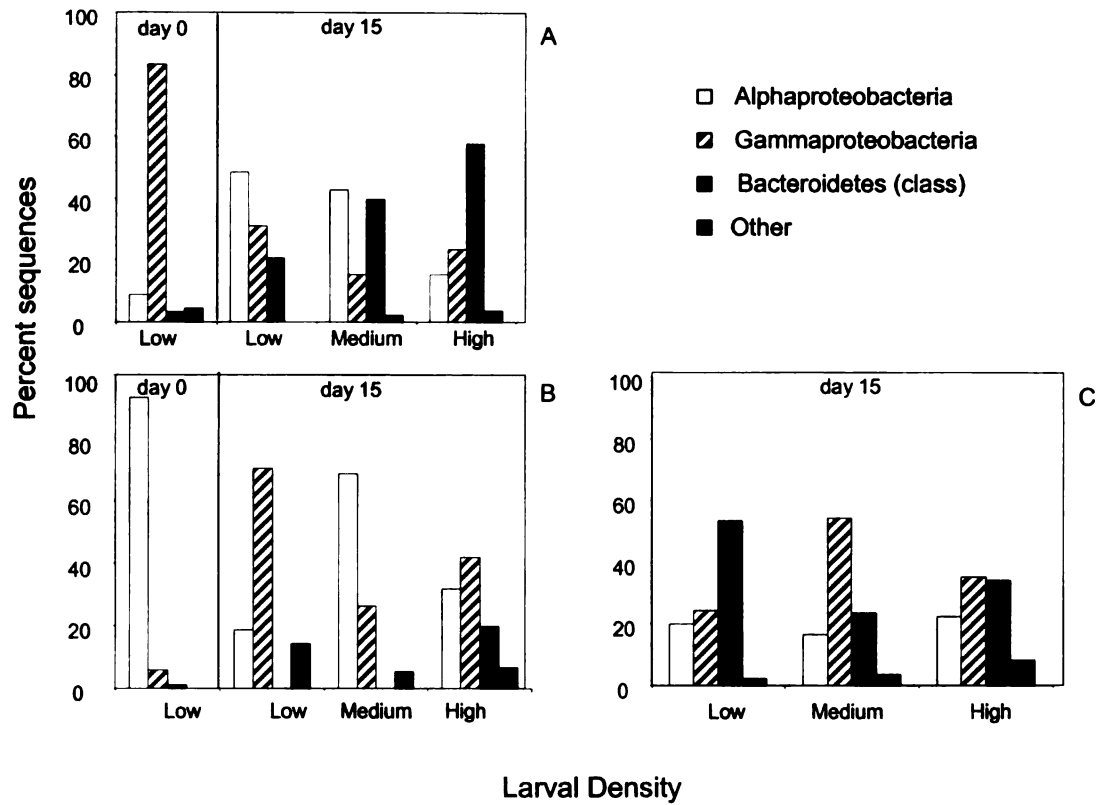 Percent sequences
100
80
60
40
20
0
day 0
day 15
A
Low
Low
Medium
High
Alphaproteobacteria
Gammaproteobacteria
Bacteroidetes (class)
Other
100
80
60
40
20
0
day 0
day 15
B
Low
Low
Medium
High
100
80
60
40
20
0
day 15
C
Low
Medium
High
Larval Density